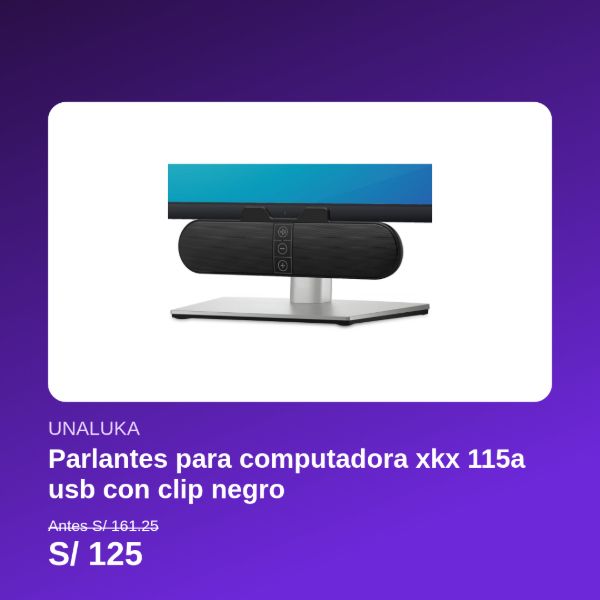 UNALUKA
Parlantes para computadora xkx 115a
usb con clip negro
Antes S/ 161.25
S/ 125